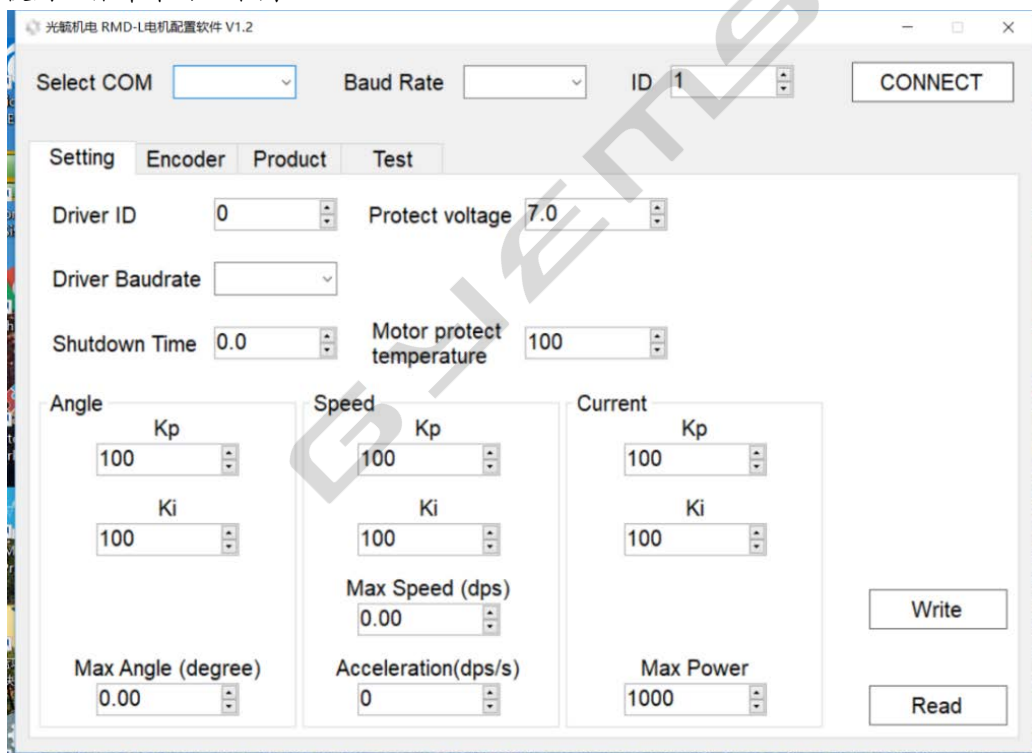 光毓机电 RMD-L电机配置软件 V1.2
Select COM Baud Rate ID 1 CONNECT
Setting Encoder Product Test
Driver ID 0 Protect voltage 7.0
Driver Baudrate
Shutdown Time 0.0 Motor protect temperature 100
Angle Speed Current
Kp Kp Kp
100 100 100
Ki Ki Ki
100 100 100
Max Speed (dps)
0.00
Write
Max Angle (degree) Acceleration(dps/s) Max Power
0.00 0 1000
Read
GYEMS